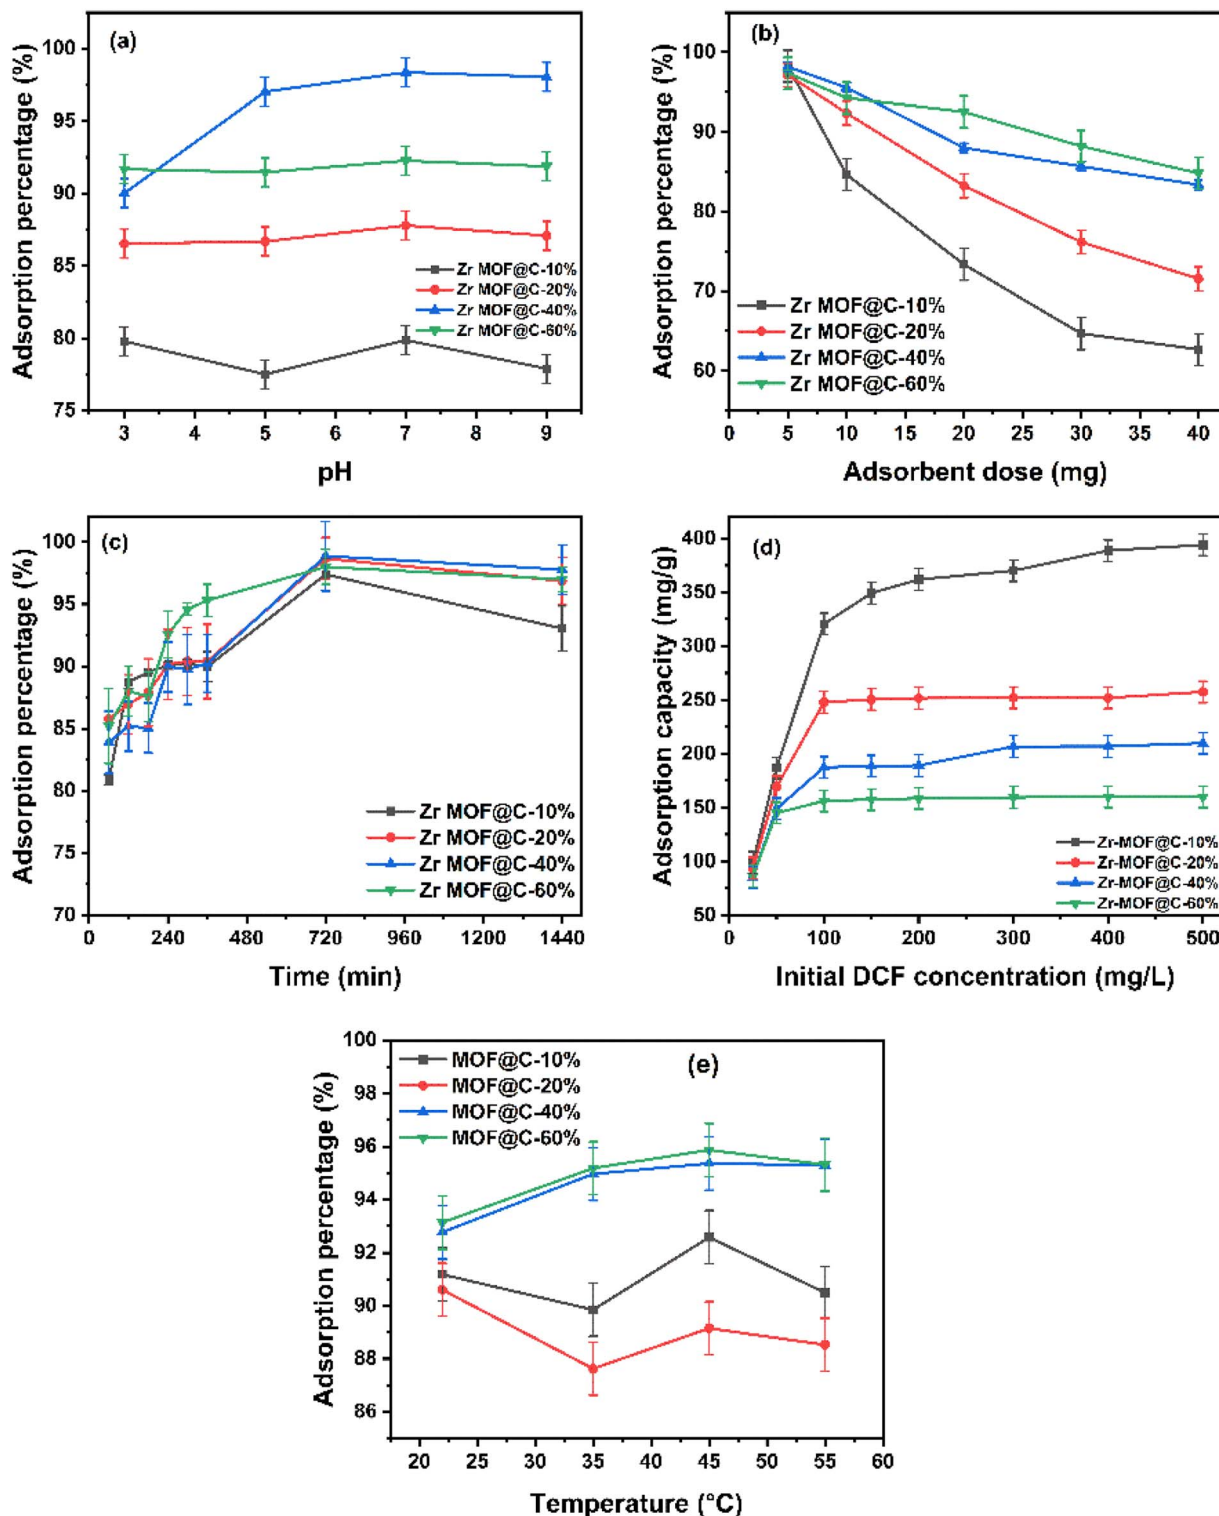 (a)
Adsorption percentage (%)
100
95
90
85
80
75
Zr MOF@C-10%
Zr MOF@C-20%
Zr MOF@C-40%
Zr MOF@C-60%
3 4 5 6 7 8 9
pH
(b)
Adsorption percentage (%)
100
90
80
70
60
Zr MOF@C-10%
Zr MOF@C-20%
Zr MOF@C-40%
Zr MOF@C-60%
0 5 10 15 20 25 30 35 40
Adsorbent dose (mg)
(c)
Adsorption percentage (%)
100
95
90
85
80
75
70
Zr MOF@C-10%
Zr MOF@C-20%
Zr MOF@C-40%
Zr MOF@C-60%
0 240 480 720 960 1200 1440
Time (min)
(d)
Adsorption capacity (mg/g)
400
350
300
250
200
150
100
50
Zr-MOF@C-10%
Zr-MOF@C-20%
Zr-MOF@C-40%
Zr-MOF@C-60%
0 100 200 300 400 500
Initial DCF concentration (mg/L)
(e)
Adsorption percentage (%)
100
98
96
94
92
90
88
86
MOF@C-10%
MOF@C-20%
MOF@C-40%
MOF@C-60%
20 25 30 35 40 45 50 55 60
Temperature (°C)